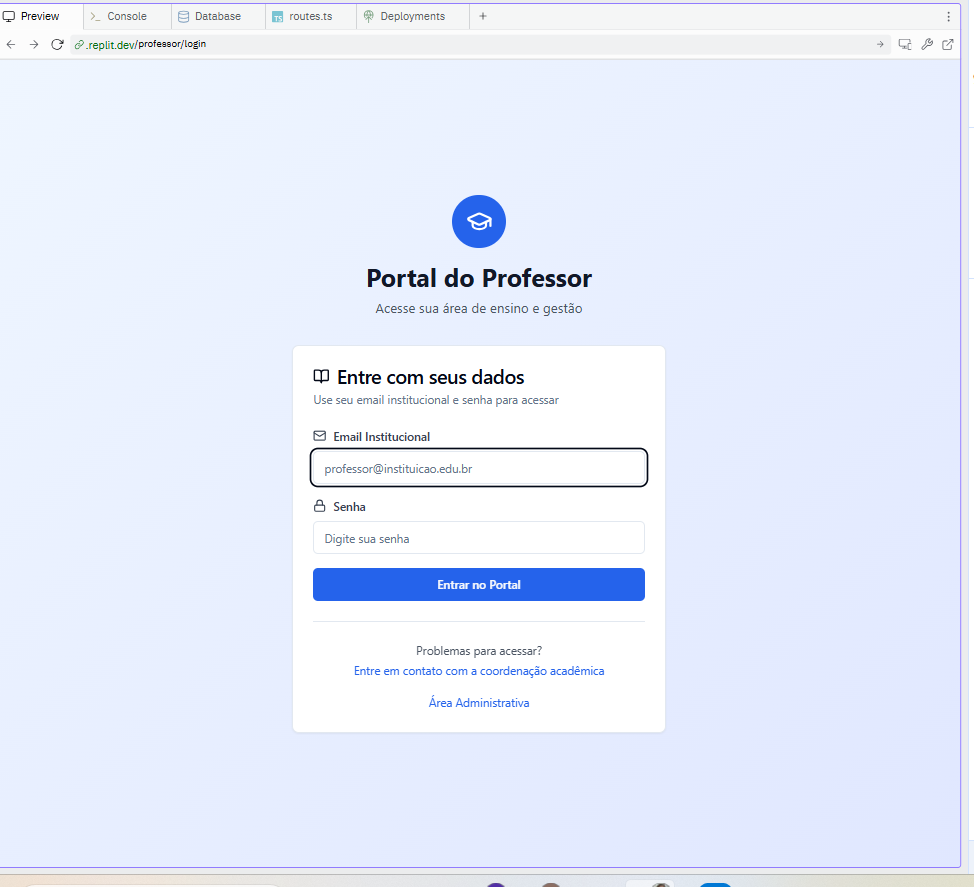 Preview Console Database TS routes.ts Deployments
.replit.dev/professor/login
Portal do Professor
Acesse sua área de ensino e gestão
Entre com seus dados
Use seu email institucional e senha para acessar
Email Institucional
professor@instituicao.edu.br
Senha
Digite sua senha
Entrar no Portal
Problemas para acessar?
Entre em contato com a coordenação acadêmica
Área Administrativa